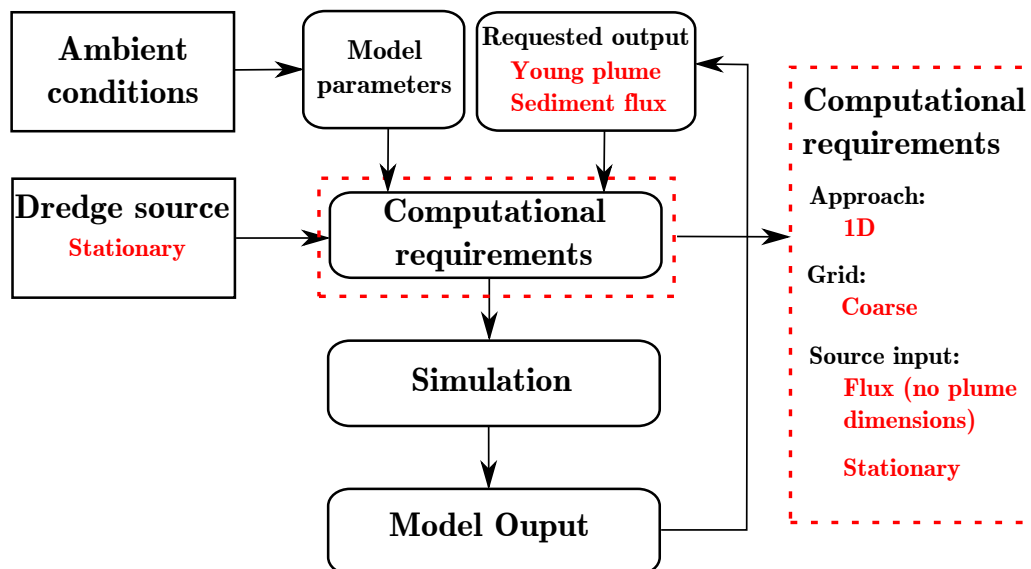 Ambient
conditions
Model
parameters
Requested output
Young plume
Sediment flux
Dredge source
Stationary
Computational
requirements
Simulation
Model Ouput
Computational
requirements
Approach:
1D
Grid:
Coarse
Source input:
Flux (no plume
dimensions)
Stationary